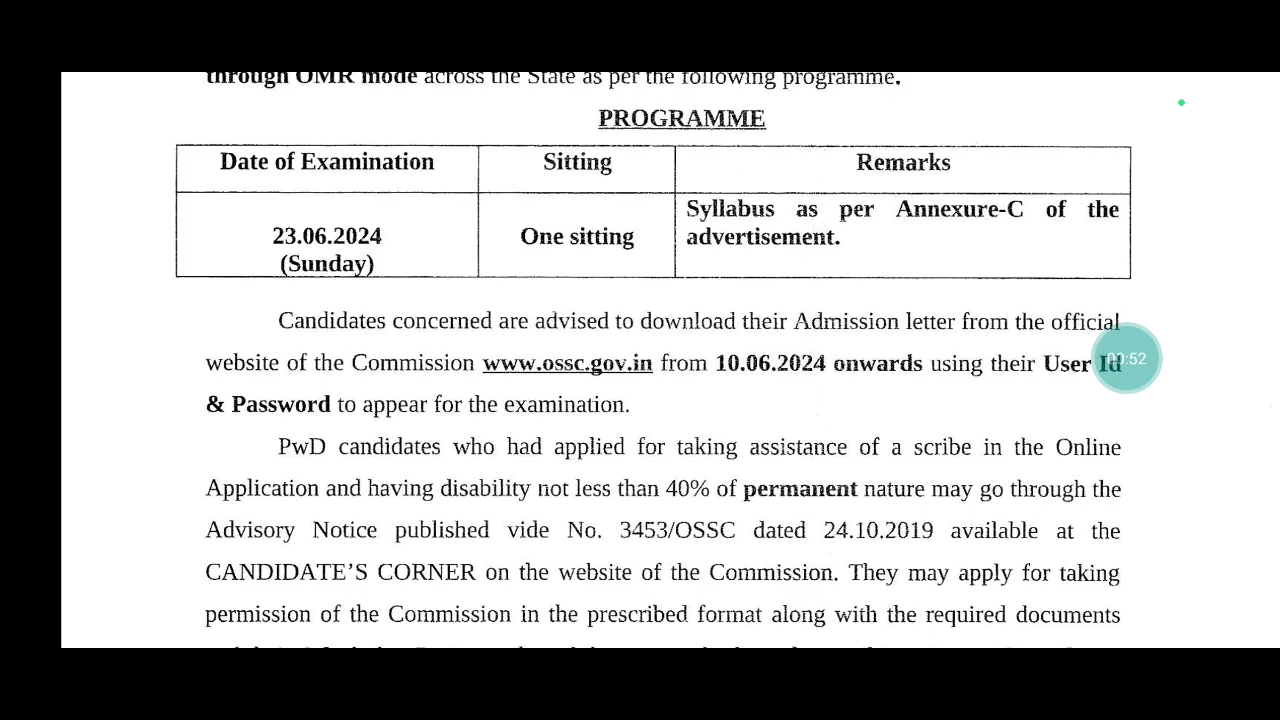 through OMR mode across the State as per the following programme.
PROGRAMME
Date of Examination Sitting Remarks
Syllabus as per Annexure-C of the
23.06.2024 One sitting advertisement.
(Sunday)
Candidates concerned are advised to download their Admission letter from the official
website of the Commission www.ossc.gov.in from 10.06.2024 onwards using their User Id
& Password to appear for the examination.
PwD candidates who had applied for taking assistance of a scribe in the Online
Application and having disability not less than 40% of permanent nature may go through the
Advisory Notice published vide No. 3453/OSSC dated 24.10.2019 available at the
CANDIDATE'S CORNER on the website of the Commission. They may apply for taking
permission of the Commission in the prescribed format along with the required documents